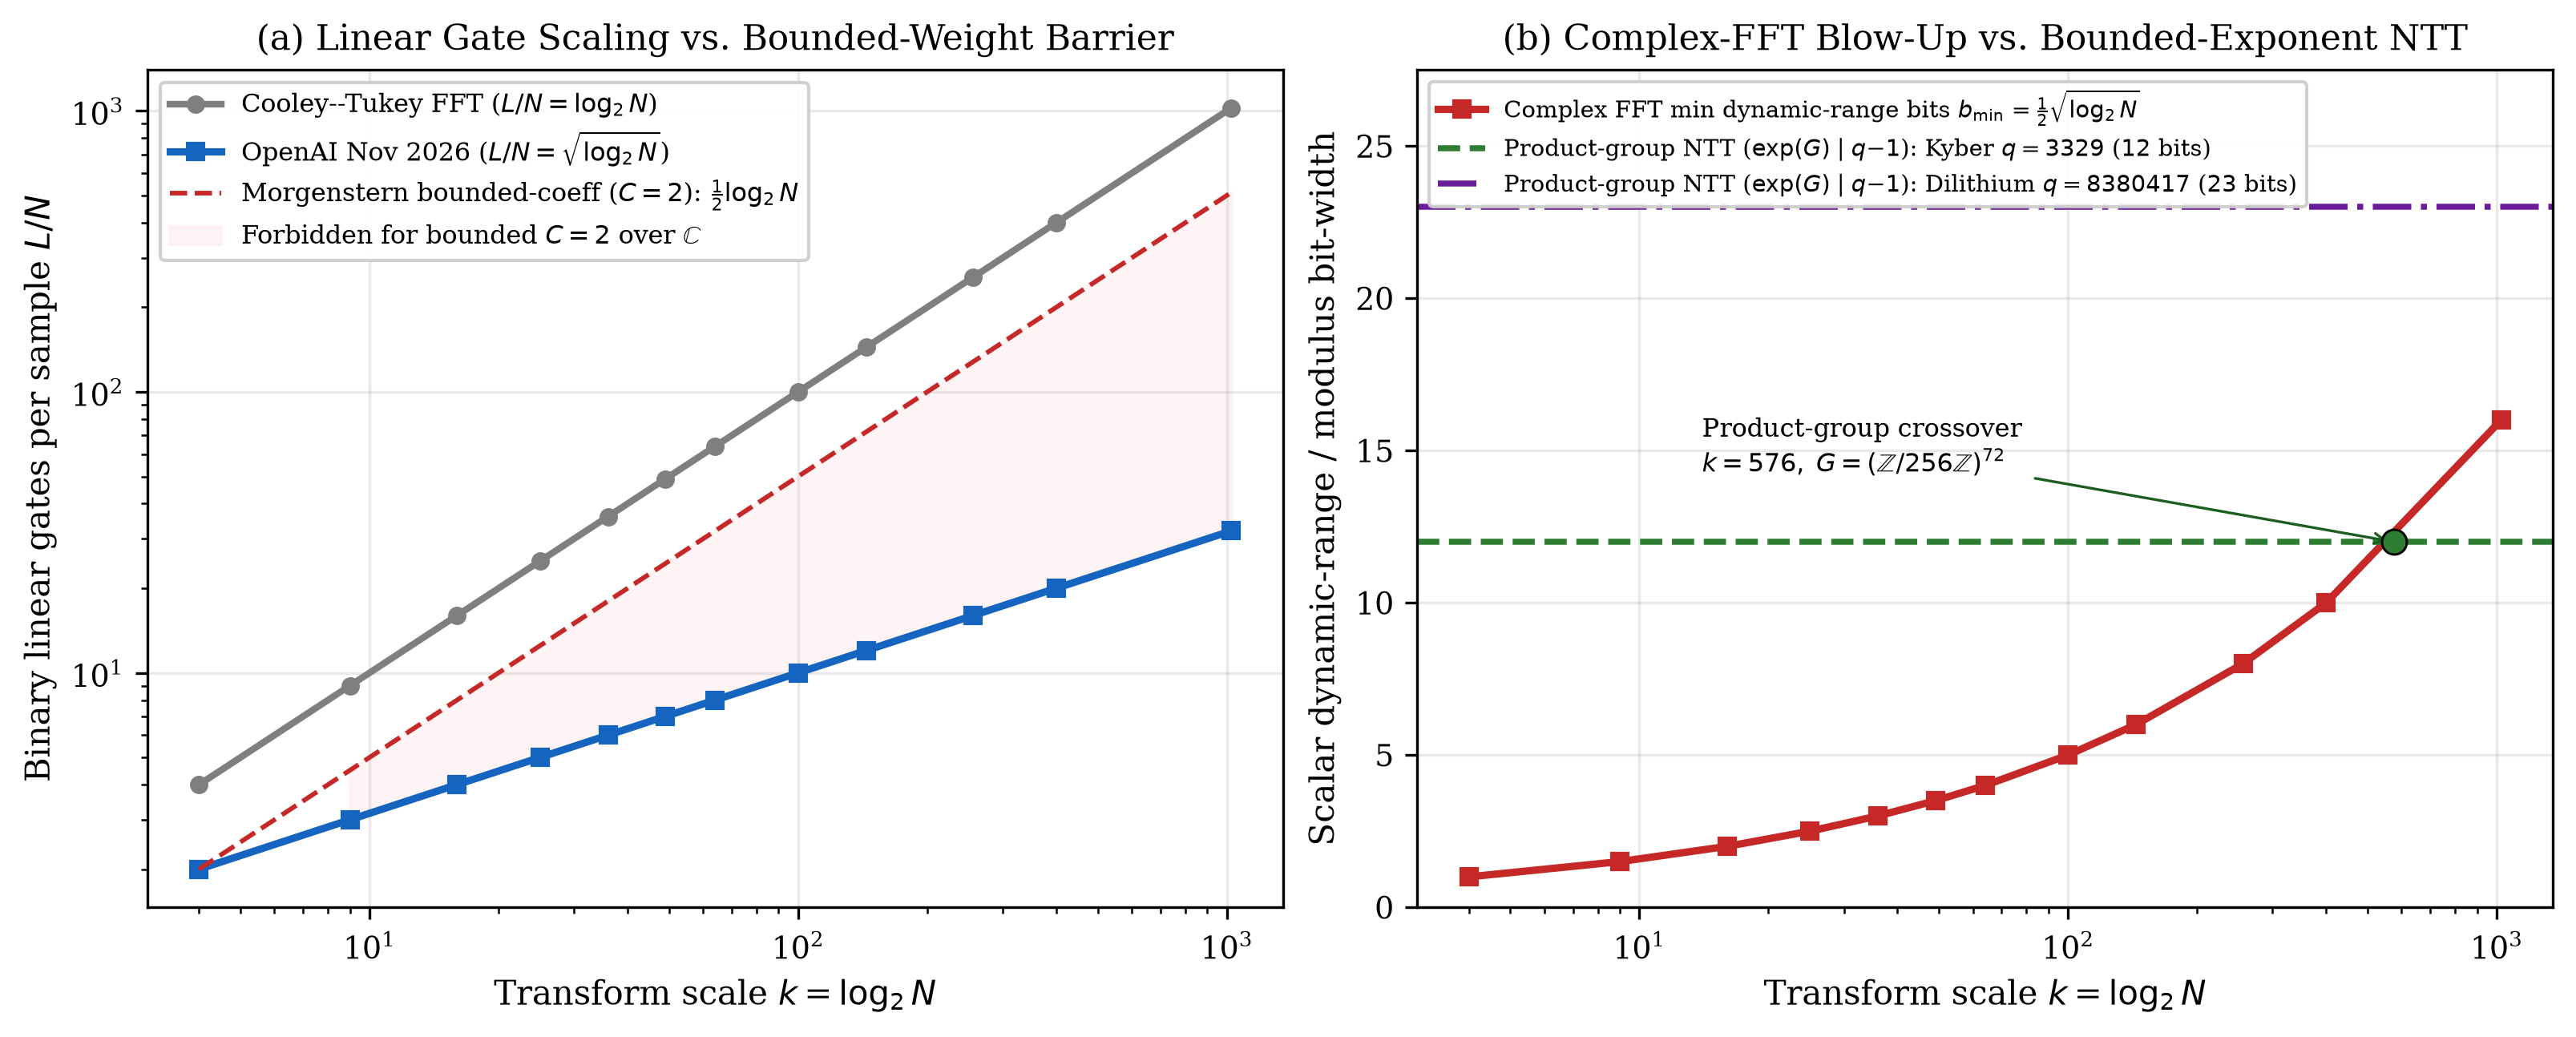 (a) Linear Gate Scaling vs. Bounded-Weight Barrier
Cooley--Tukey FFT (L/N = log₂ N)
OpenAI Nov 2026 (L/N = √log₂ N)
Morgenstern bounded-coeff (C = 2): ½log₂ N
Forbidden for bounded C = 2 over ℂ
Binary linear gates per sample L/N
10³
10²
10¹
10¹
10²
10³
Transform scale k = log₂ N
(b) Complex-FFT Blow-Up vs. Bounded-Exponent NTT
Complex FFT min dynamic-range bits b_min = ½√log₂ N
Product-group NTT (exp(G) | q−1): Kyber q = 3329 (12 bits)
Product-group NTT (exp(G) | q−1): Dilithium q = 8380417 (23 bits)
Product-group crossover
k = 576, G = (ℤ/256ℤ)⁷²
Scalar dynamic-range / modulus bit-width
25
20
15
10
5
0
10¹
10²
10³
Transform scale k = log₂ N